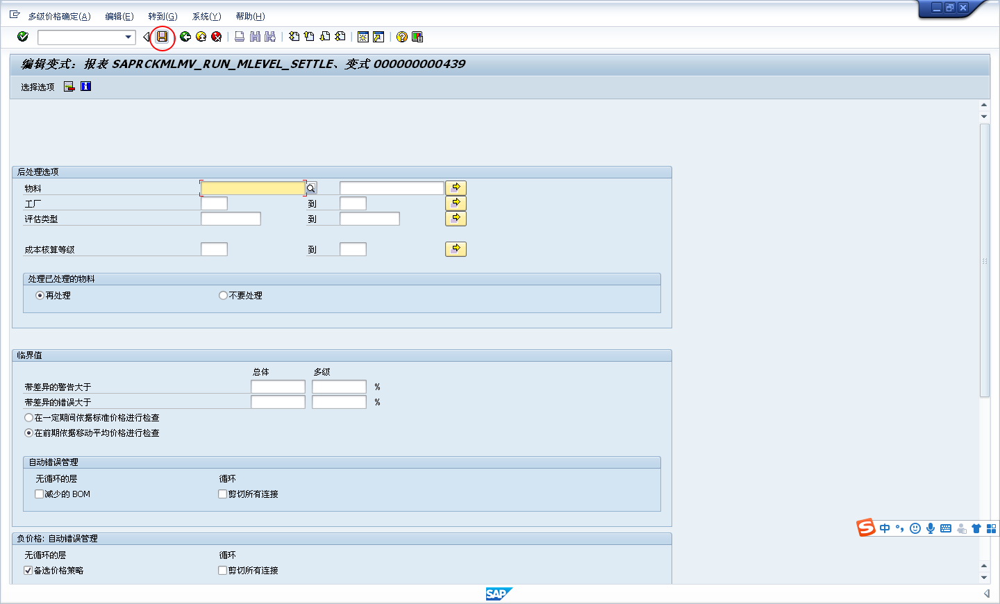 多级价格确定(A) 编辑(E) 转到(G) 系统(Y) 帮助(H)
编辑变式：报表 SAPRCKMLMV_RUN_MLEVEL_SETTLE、变式 000000000439
选择选项
后处理选项
物料
工厂 到
评估类型 到
成本核算等级 到
处理已处理的物料
再处理 不要处理
临界值
总体 多级
带差异的警告大于 %
带差异的错误大于 %
在一定期间依据标准价格进行检查
在前期依据移动平均价格进行检查
自动错误管理
无循环的层 循环
减少的 BOM 剪切所有连接
中
负价格: 自动错误管理
无循环的层 循环
备选价格策略 剪切所有连接
SAP